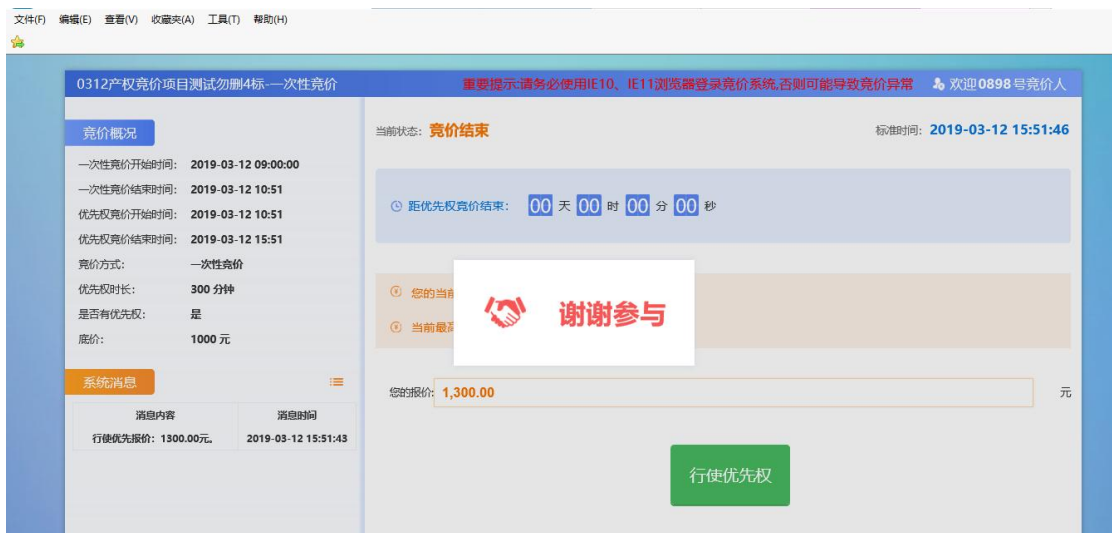 文件(F) 编辑(E) 查看(V) 收藏夹(A) 工具(T) 帮助(H)
0312产权竞价项目测试勿删4标-一次性竞价 重要提示:请务必使用IE10、IE11浏览器登录竞价系统,否则可能导致竞价异常 欢迎0898号竞价人
竞价概况
当前状态: 竞价结束 标准时间: 2019-03-12 15:51:46
一次性竞价开始时间: 2019-03-12 09:00:00
一次性竞价结束时间: 2019-03-12 10:51
优先权竞价开始时间: 2019-03-12 10:51
优先权竞价结束时间: 2019-03-12 15:51
竞价方式: 一次性竞价
优先权时长: 300 分钟
是否有优先权: 是
底价: 1000 元
距优先权竞价结束: 00 天 00 时 00 分 00 秒
您的当前
当前最高
谢谢参与
系统消息
消息内容 消息时间
行使优先报价：1300.00元。 2019-03-12 15:51:43
您的报价: 1,300.00 元
行使优先权